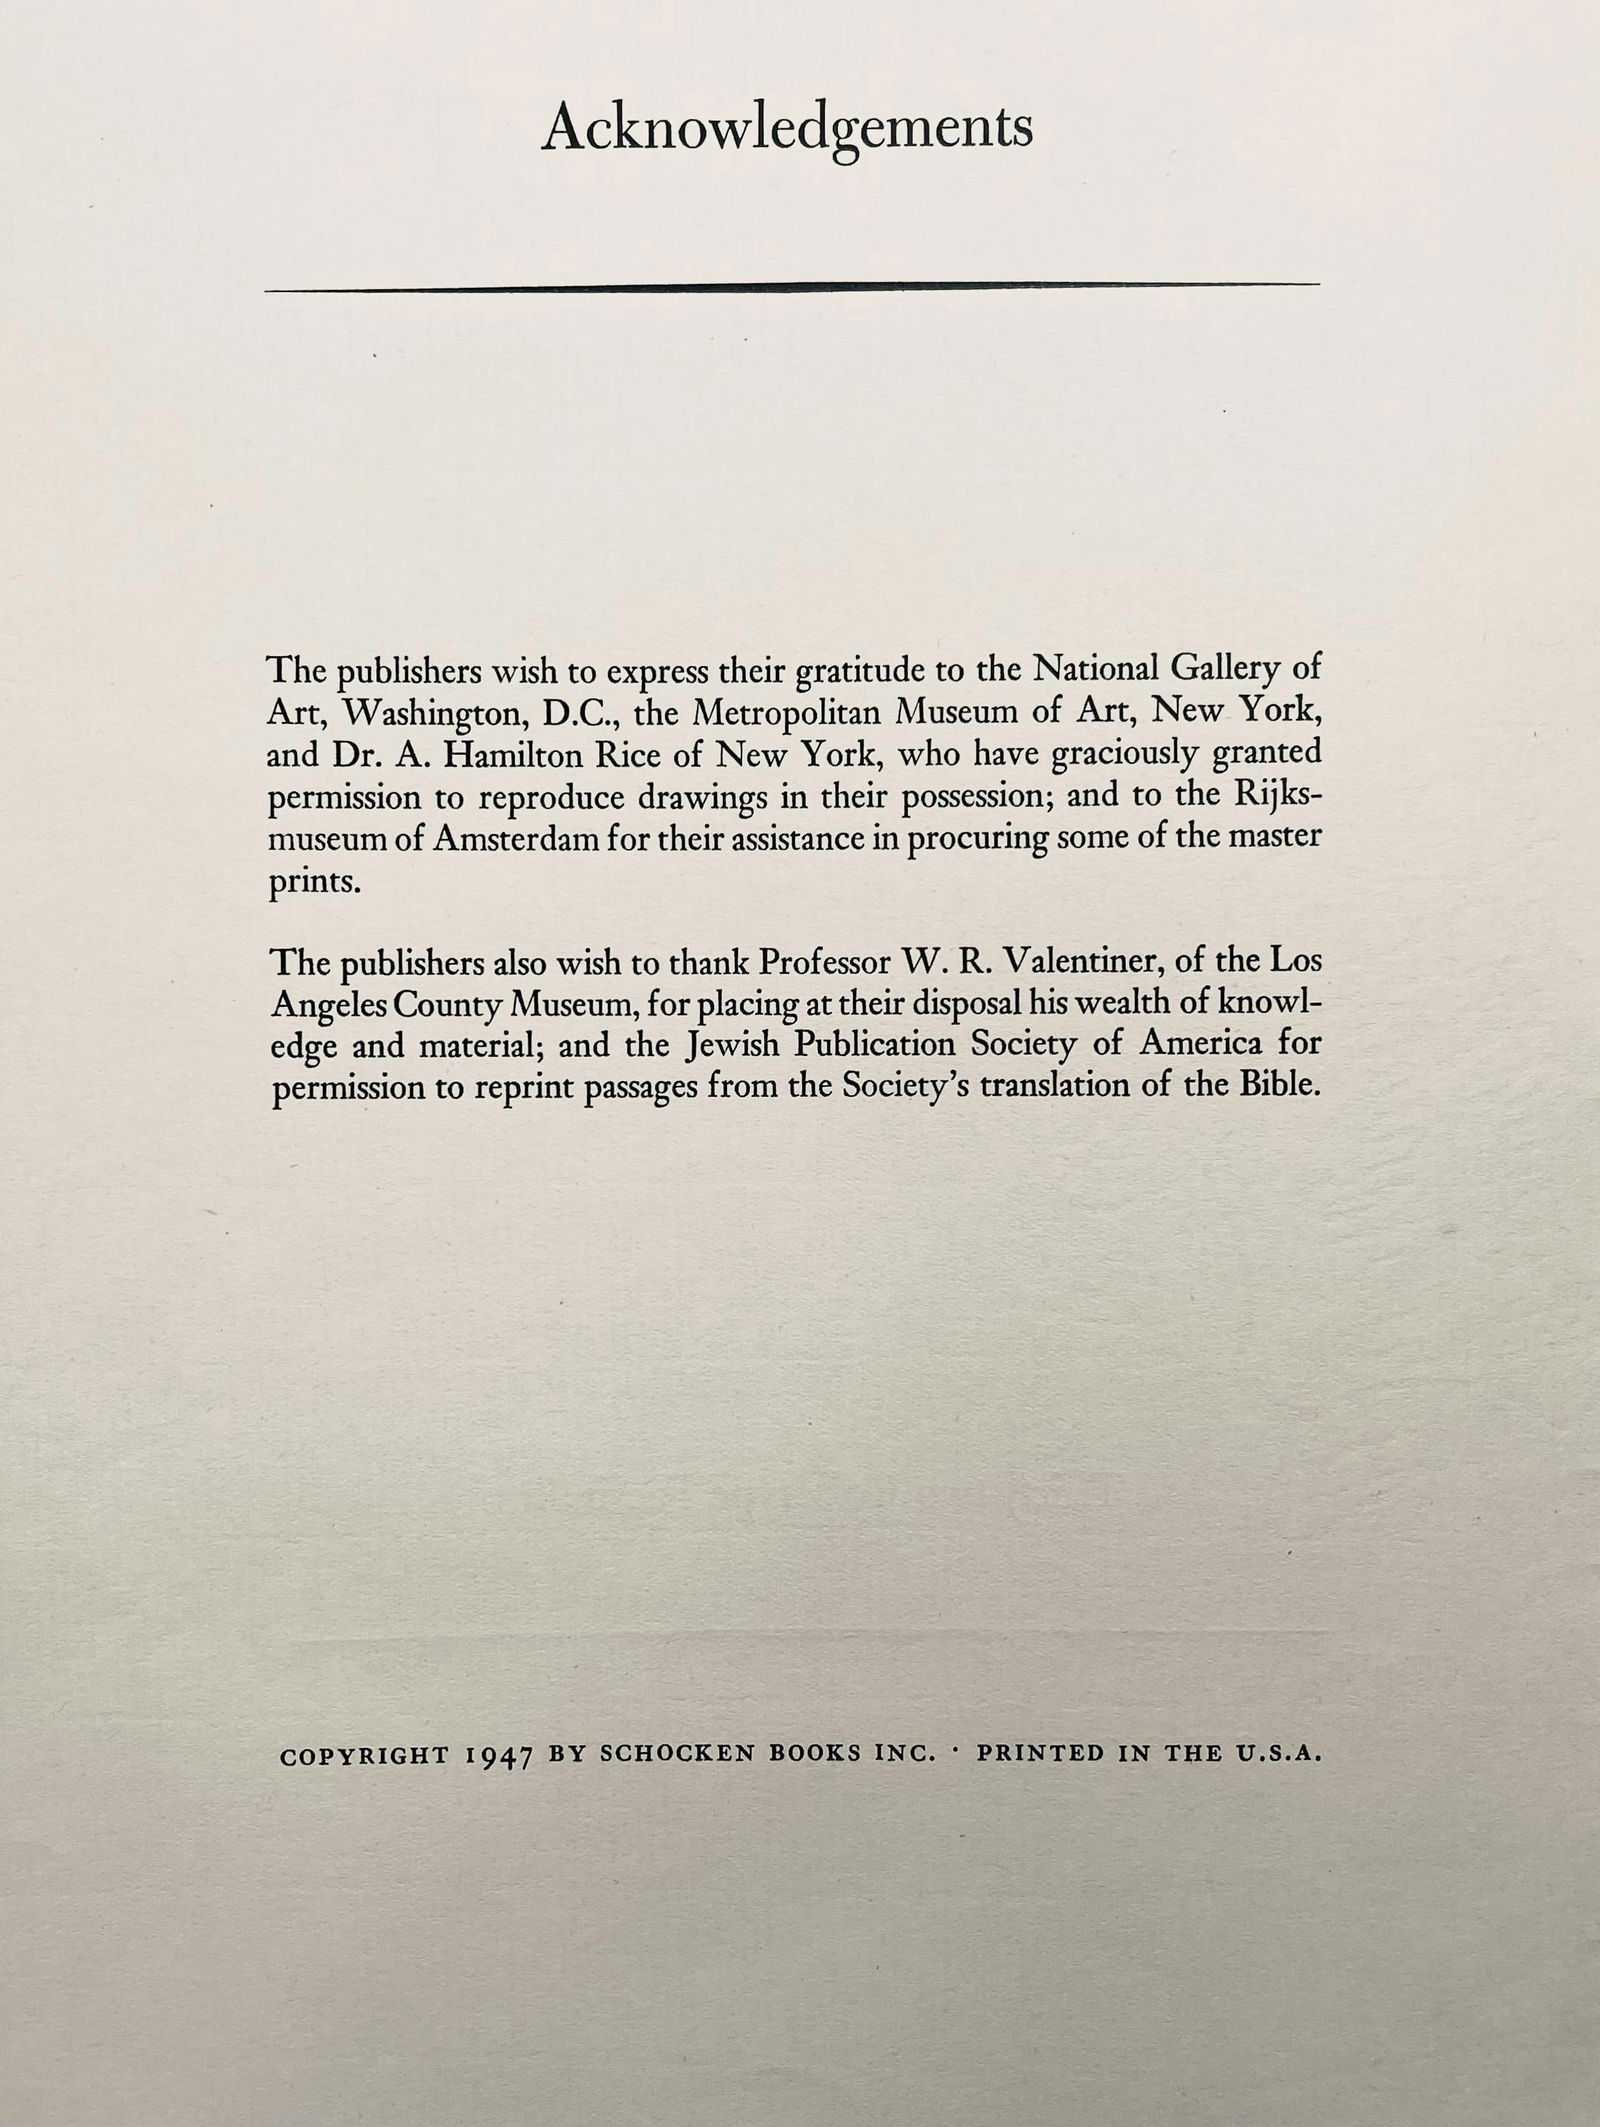 Acknowledgements
The publishers wish to express their gratitude to the National Gallery of
Art, Washington, D.C., the Metropolitan Museum of Art, New York,
and Dr. A. Hamilton Rice of New York, who have graciously granted
permission to reproduce drawings in their possession; and to the Rijks-
museum of Amsterdam for their assistance in procuring some of the master
prints.
The publishers also wish to thank Professor W. R. Valentiner, of the Los
Angeles County Museum, for placing at their disposal his wealth of knowl-
edge and material; and the Jewish Publication Society of America for
permission to reprint passages from the Society’s translation of the Bible.
COPYRIGHT 1947 BY SCHOCKEN BOOKS INC. · PRINTED IN THE U.S.A.